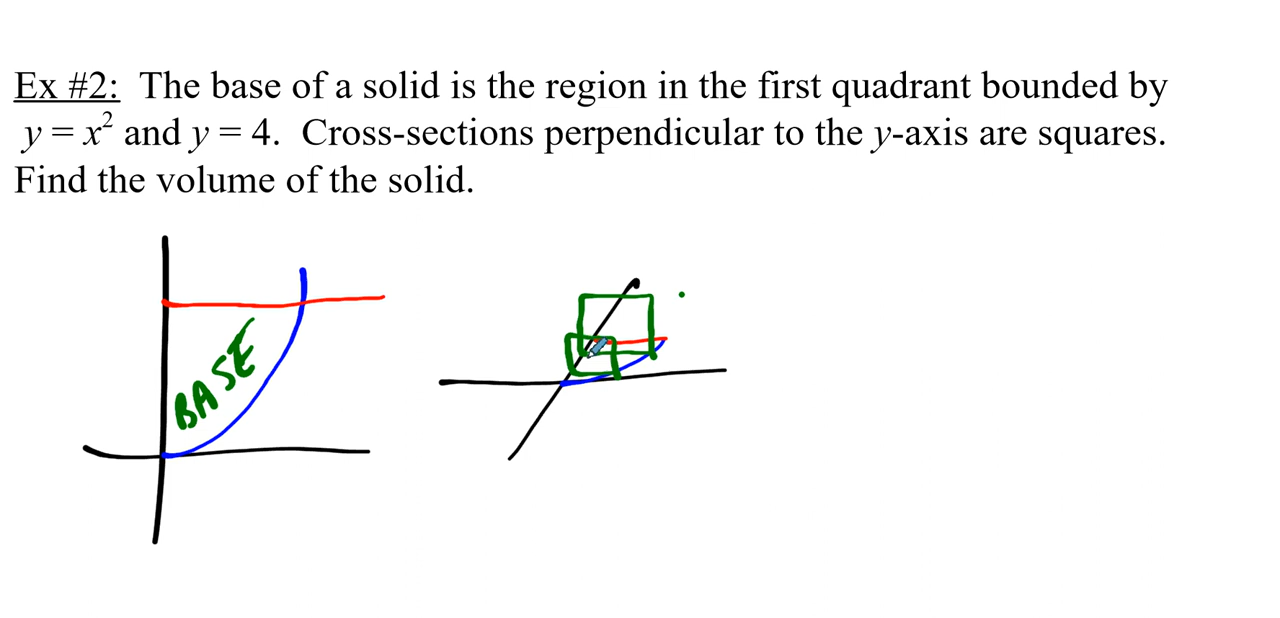 Ex #2: The base of a solid is the region in the first quadrant bounded by
y = x² and y = 4. Cross-sections perpendicular to the y-axis are squares.
Find the volume of the solid.
BASE